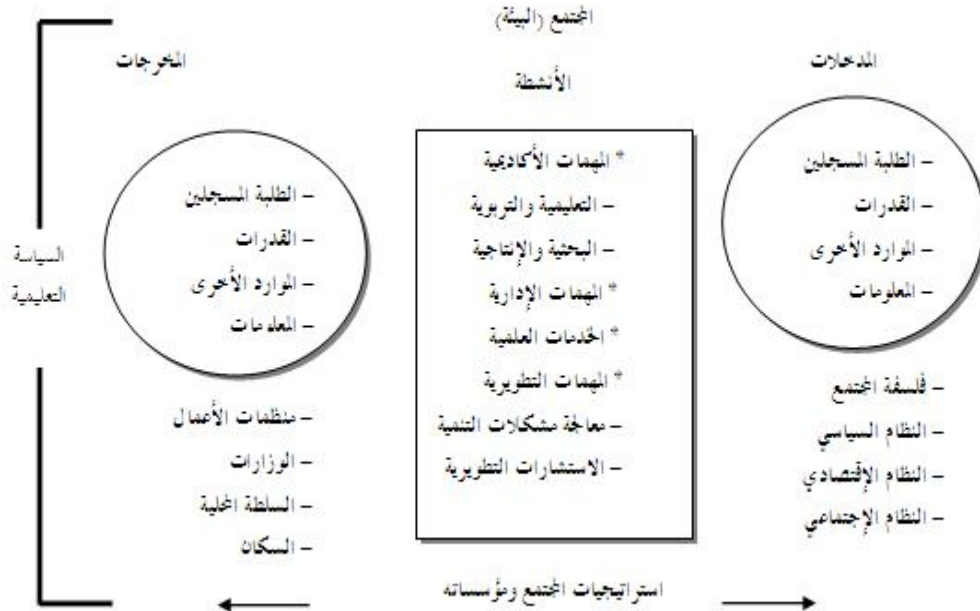 المجتمع (البيئة)
المدخلات
الأنشطة
المخرجات
– الطلبة المسجلين
– القدرات
– الموارد الأخرى
– المعلومات
– فلسفة المجتمع
– النظام السياسي
– النظام الإقتصادي
– النظام الإجتماعي
* المهمات الأكاديمية
– التعليمية والتربوية
– البحثية والإنتاجية
* المهمات الإدارية
* الخدمات العلمية
* المهمات التطويرية
– معالجة مشكلات التنمية
– الاستشارات التطويرية
– الطلبة المسجلين
– القدرات
– الموارد الأخرى
– المعلومات
– منظمات الأعمال
– الوزارات
– السلطة المحلية
– السكان
السياسة
التعليمية
استراتيجيات المجتمع ومؤسساته